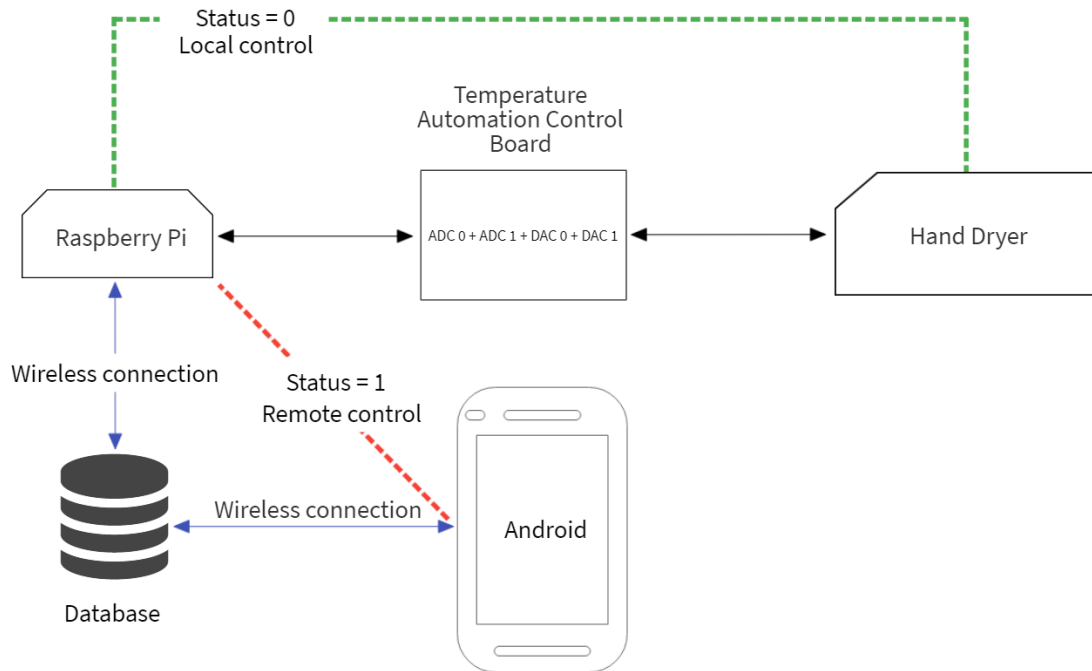 Status = 0
Local control
Temperature
Automation Control
Board
Raspberry Pi
ADC 0 + ADC 1 + DAC 0 + DAC 1
Hand Dryer
Wireless connection
Status = 1
Remote control
Wireless connection
Android
Database